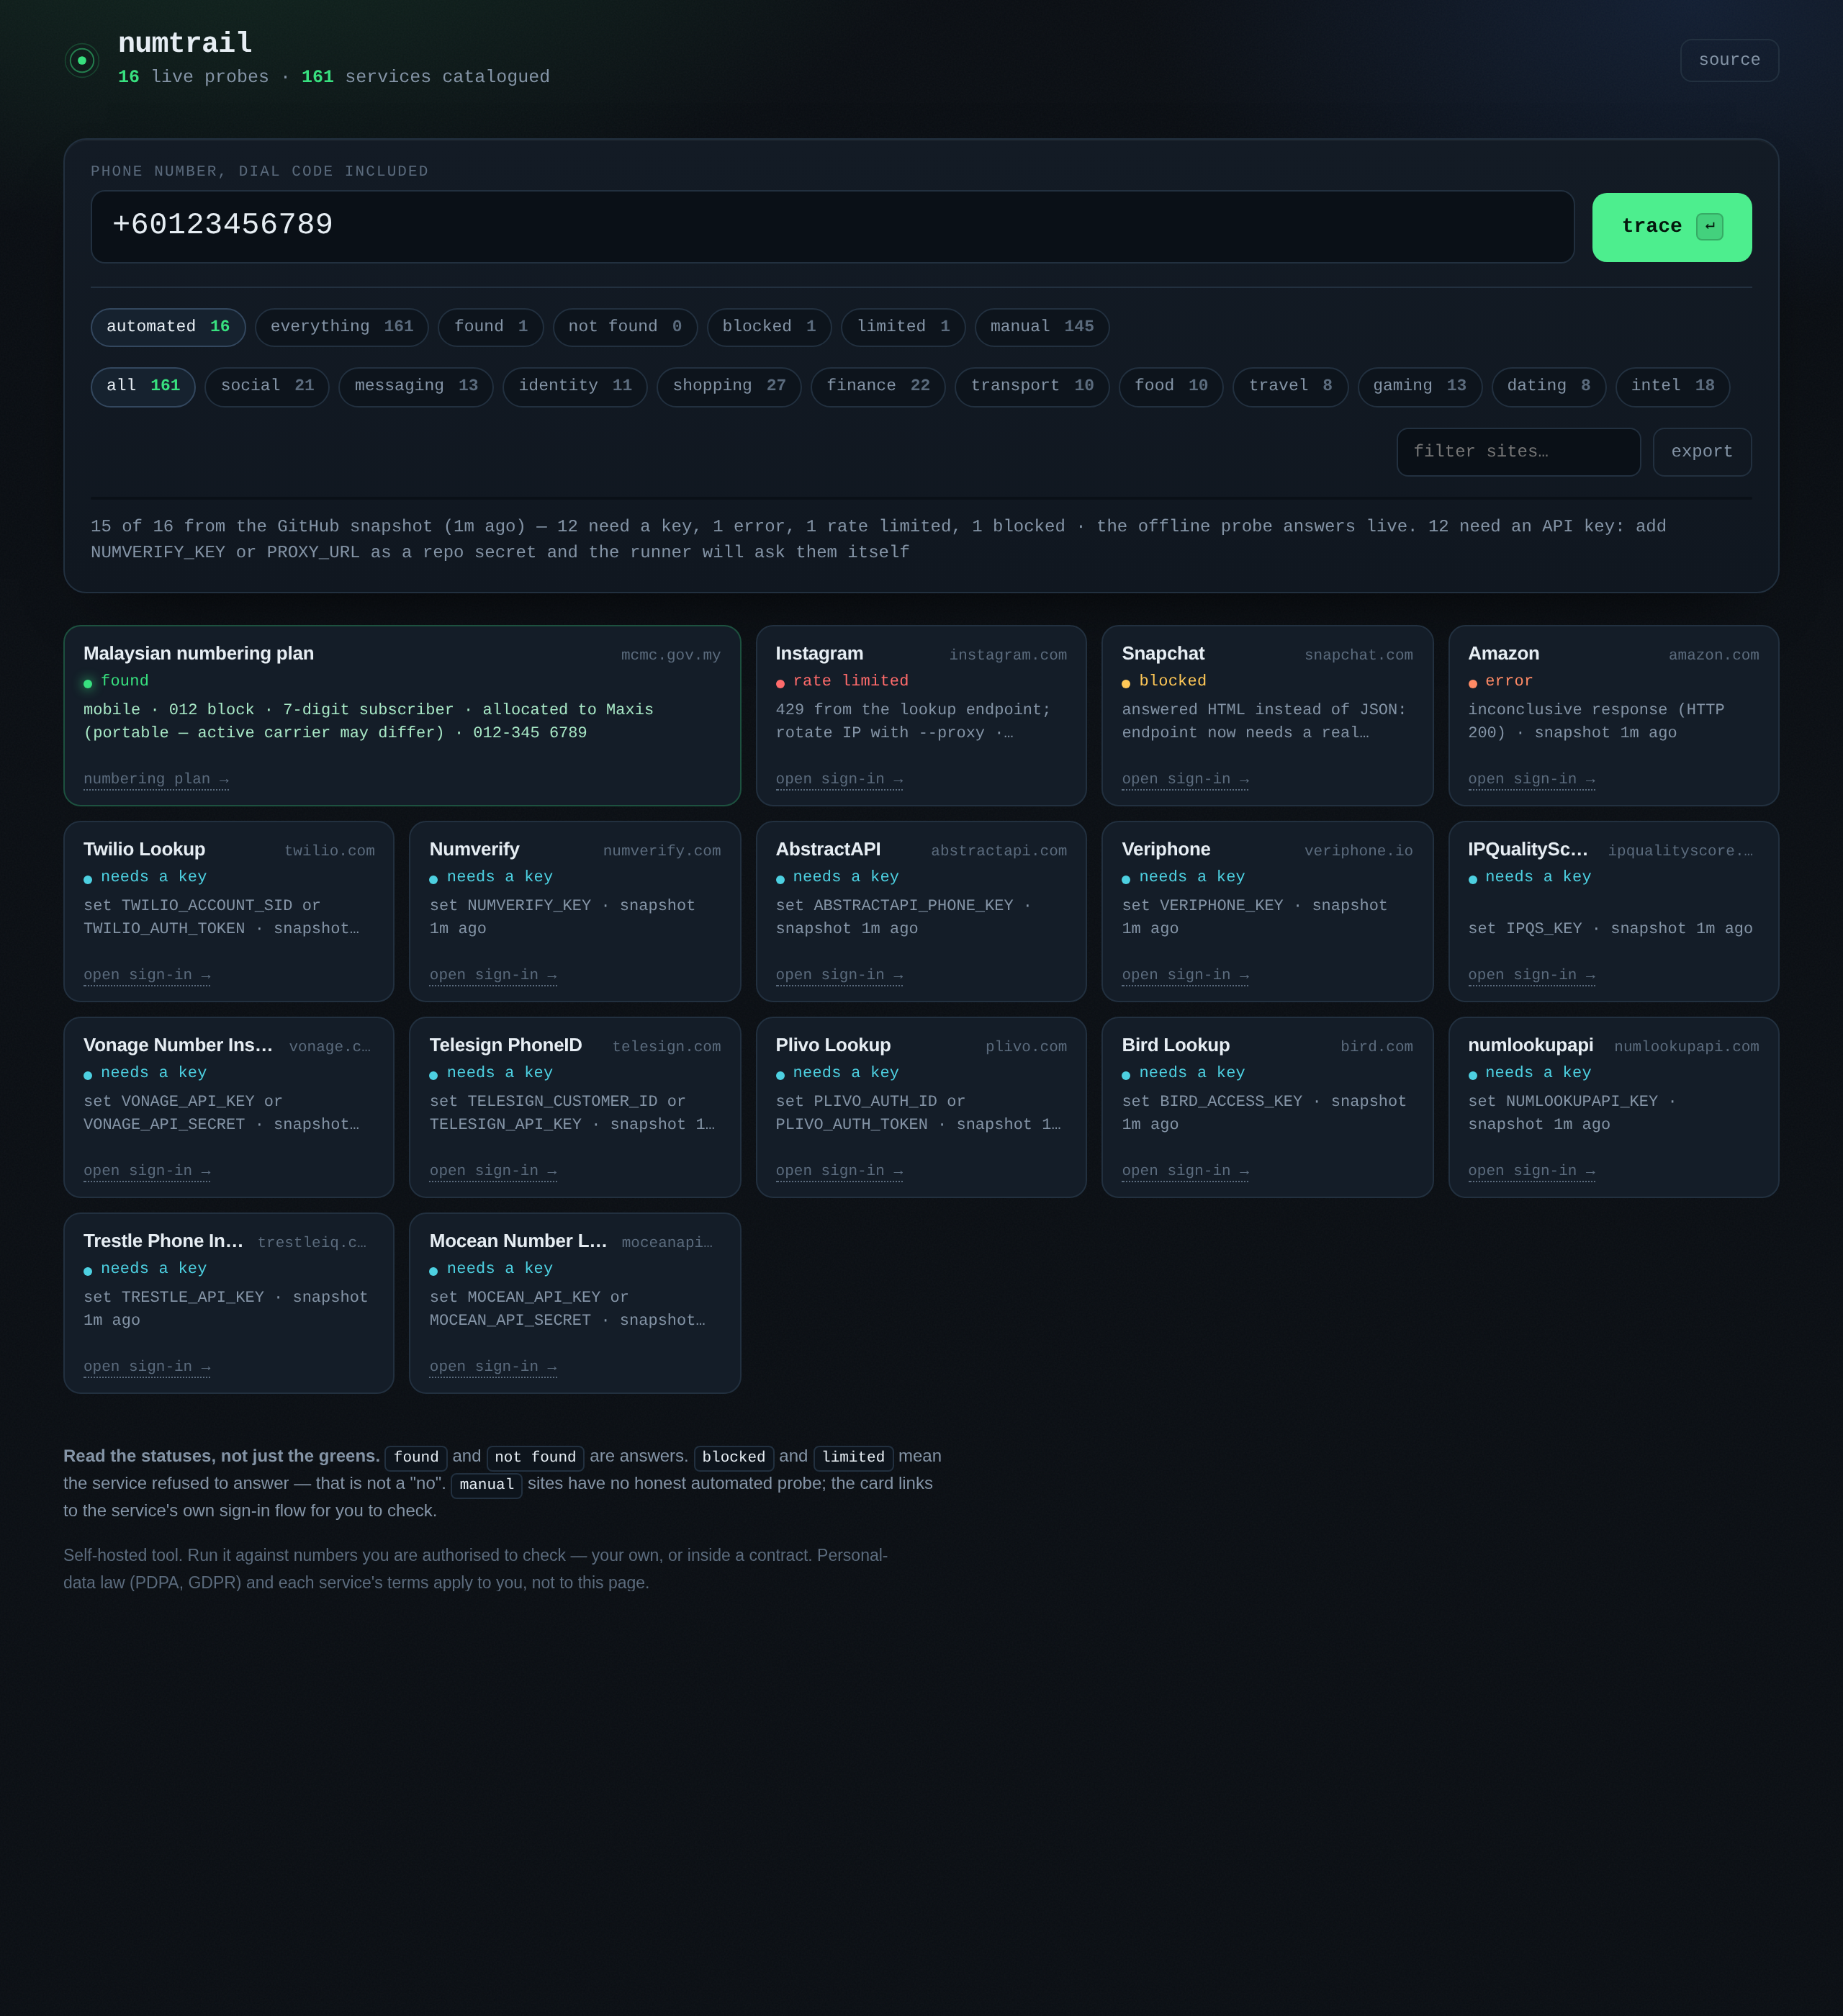 numtrail
16 live probes · 161 services catalogued
source
PHONE NUMBER, DIAL CODE INCLUDED
+60123456789
trace ↵
automated 16 everything 161 found 1 not found 0 blocked 1 limited 1 manual 145
all 161 social 21 messaging 13 identity 11 shopping 27 finance 22 transport 10 food 10 travel 8 gaming 13 dating 8 intel 18
filter sites… export
15 of 16 from the GitHub snapshot (1m ago) — 12 need a key, 1 error, 1 rate limited, 1 blocked · the offline probe answers live. 12 need an API key: add
NUMVERIFY_KEY or PROXY_URL as a repo secret and the runner will ask them itself
Malaysian numbering plan mcmc.gov.my
found
mobile · 012 block · 7-digit subscriber · allocated to Maxis
(portable — active carrier may differ) · 012-345 6789
numbering plan →
Instagram instagram.com
rate limited
429 from the lookup endpoint;
rotate IP with --proxy ·…
open sign-in →
Snapchat snapchat.com
blocked
answered HTML instead of JSON:
endpoint now needs a real…
open sign-in →
Amazon amazon.com
error
inconclusive response (HTTP
200) · snapshot 1m ago
open sign-in →
Twilio Lookup twilio.com
needs a key
set TWILIO_ACCOUNT_SID or
TWILIO_AUTH_TOKEN · snapshot…
open sign-in →
Numverify numverify.com
needs a key
set NUMVERIFY_KEY · snapshot
1m ago
open sign-in →
AbstractAPI abstractapi.com
needs a key
set ABSTRACTAPI_PHONE_KEY ·
snapshot 1m ago
open sign-in →
Veriphone veriphone.io
needs a key
set VERIPHONE_KEY · snapshot
1m ago
open sign-in →
IPQualitySc… ipqualityscore.…
needs a key
set IPQS_KEY · snapshot 1m ago
open sign-in →
Vonage Number Ins… vonage.c…
needs a key
set VONAGE_API_KEY or
VONAGE_API_SECRET · snapshot…
open sign-in →
Telesign PhoneID telesign.com
needs a key
set TELESIGN_CUSTOMER_ID or
TELESIGN_API_KEY · snapshot 1…
open sign-in →
Plivo Lookup plivo.com
needs a key
set PLIVO_AUTH_ID or
PLIVO_AUTH_TOKEN · snapshot 1…
open sign-in →
Bird Lookup bird.com
needs a key
set BIRD_ACCESS_KEY · snapshot
1m ago
open sign-in →
numlookupapi numlookupapi.com
needs a key
set NUMLOOKUPAPI_KEY ·
snapshot 1m ago
open sign-in →
Trestle Phone In… trestleiq.c…
needs a key
set TRESTLE_API_KEY · snapshot
1m ago
open sign-in →
Mocean Number L… moceanapi…
needs a key
set MOCEAN_API_KEY or
MOCEAN_API_SECRET · snapshot…
open sign-in →
Read the statuses, not just the greens. found and not found are answers. blocked and limited mean
the service refused to answer — that is not a "no". manual sites have no honest automated probe; the card links
to the service's own sign-in flow for you to check.
Self-hosted tool. Run it against numbers you are authorised to check — your own, or inside a contract. Personal-
data law (PDPA, GDPR) and each service's terms apply to you, not to this page.